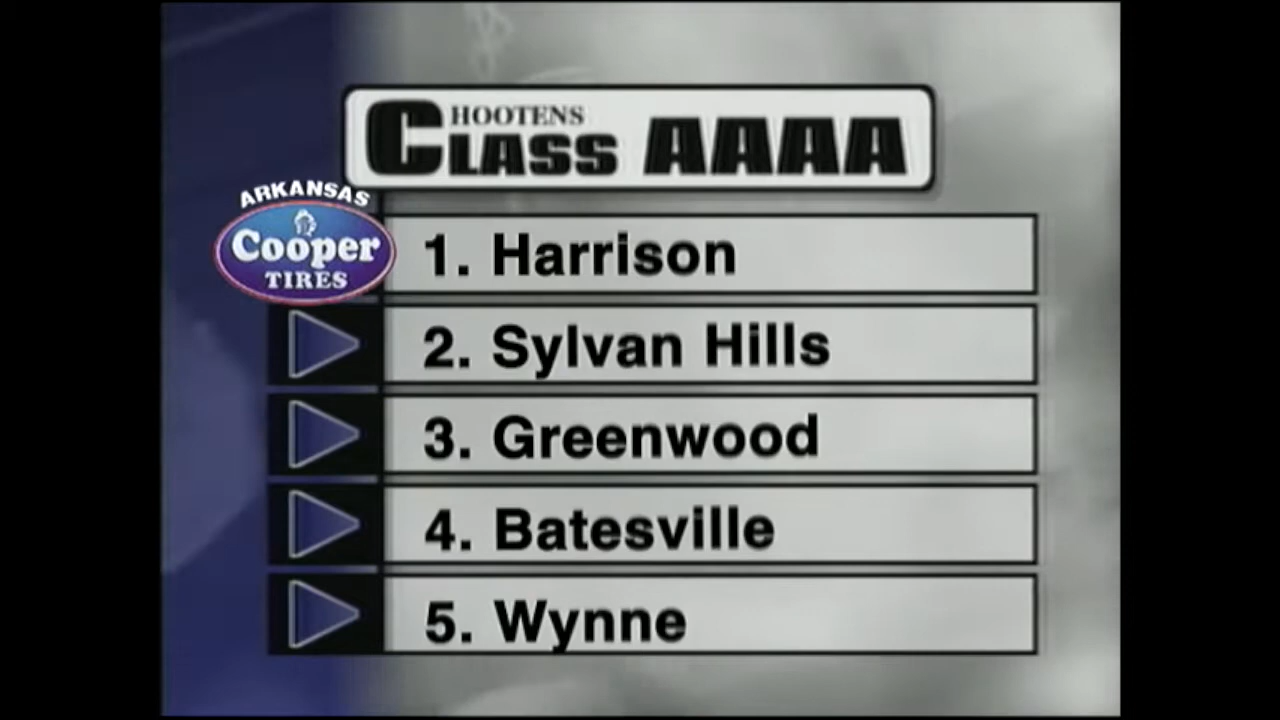 HOOTENS
CLASS AAAA
ARKANSAS
Cooper
TIRES
1. Harrison
2. Sylvan Hills
3. Greenwood
4. Batesville
5. Wynne